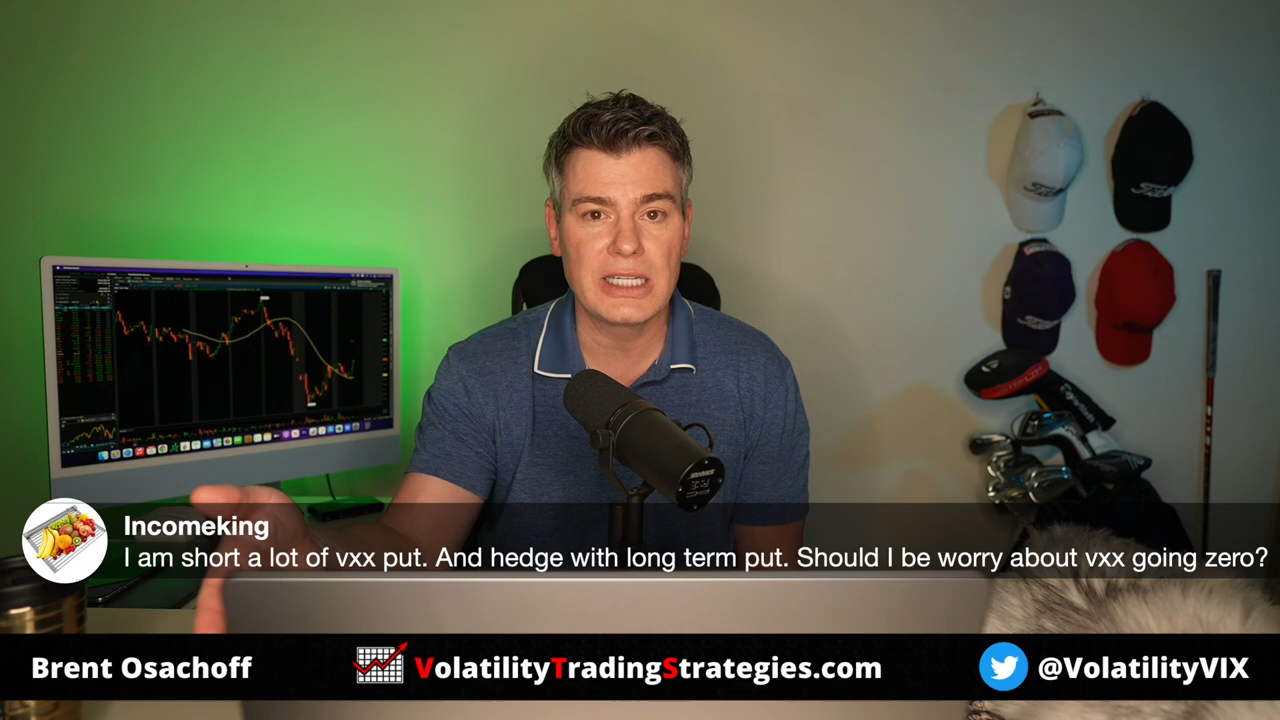 SHURE
Incomeking
I am short a lot of vxx put. And hedge with long term put. Should I be worry about vxx going zero?
Brent Osachoff
VolatilityTradingStrategies.com
@VolatilityVIX